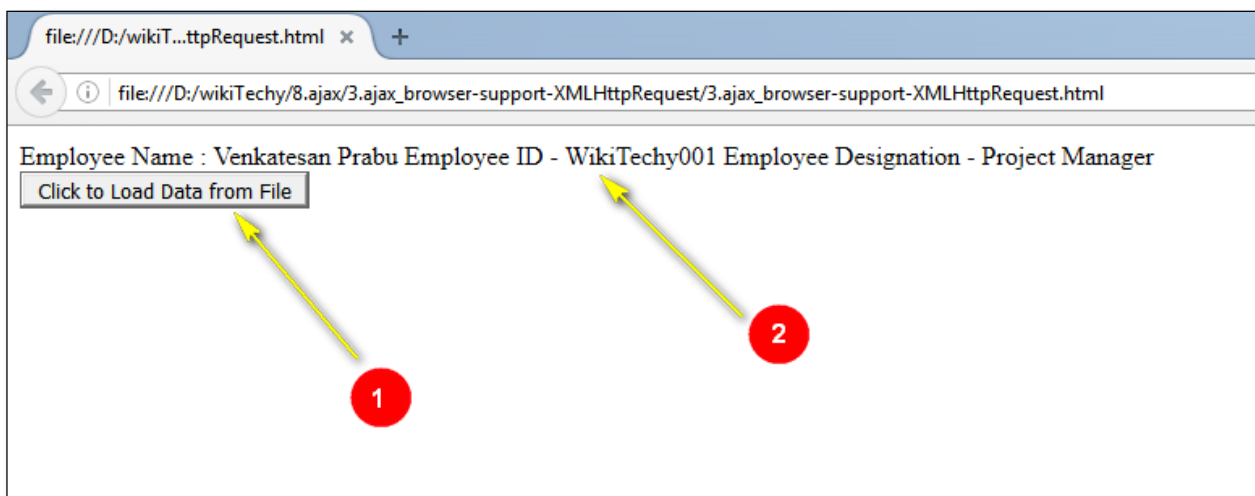 file:///D:/wikiT...ttpRequest.html × +
file:///D:/wikiTechy/8.ajax/3.ajax_browser-support-XMLHttpRequest/3.ajax_browser-support-XMLHttpRequest.html
Employee Name : Venkatesan Prabu Employee ID - WikiTechy001 Employee Designation - Project Manager
Click to Load Data from File
2
1